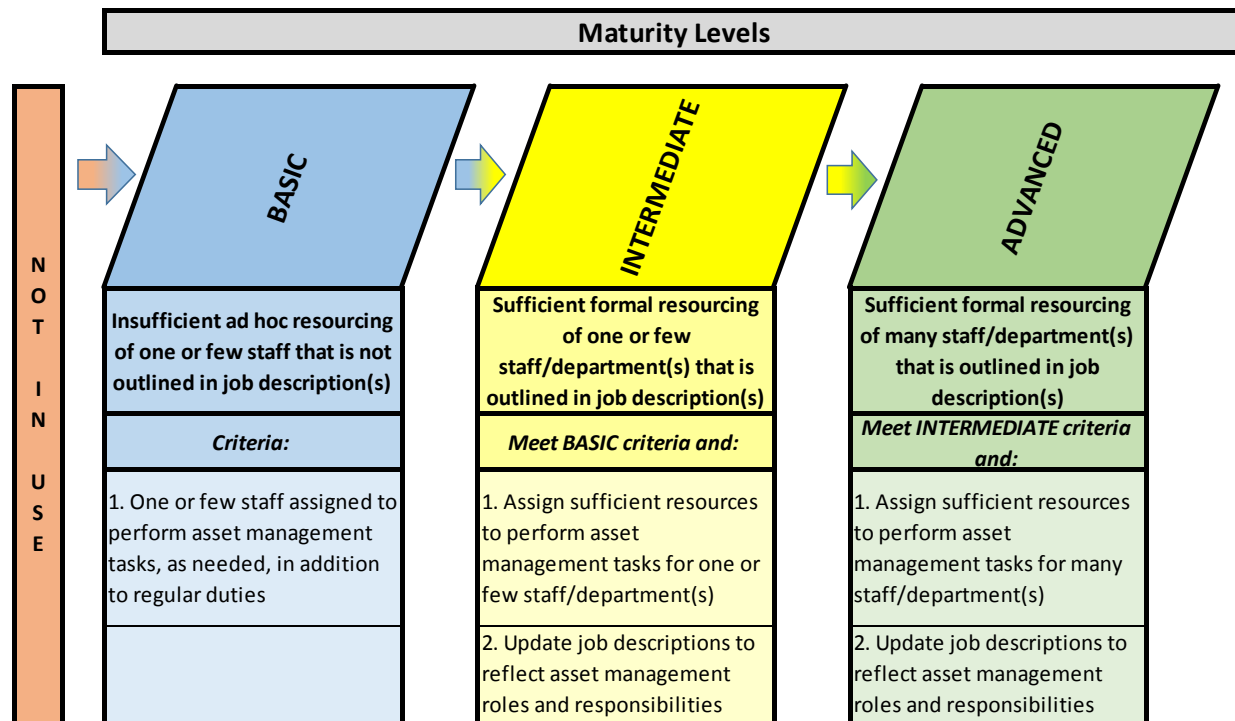 Maturity Levels
NOT IN USE
BASIC
INTERMEDIATE
ADVANCED
Insufficient ad hoc resourcing
of one or few staff that is not
outlined in job description(s)
Criteria:
1. One or few staff assigned to
perform asset management
tasks, as needed, in addition
to regular duties
Sufficient formal resourcing
of one or few
staff/department(s) that is
outlined in job description(s)
Meet BASIC criteria and:
1. Assign sufficient resources
to perform asset
management tasks for one or
few staff/department(s)
2. Update job descriptions to
reflect asset management
roles and responsibilities
Sufficient formal resourcing
of many staff/department(s)
that is outlined in job
description(s)
Meet INTERMEDIATE criteria
and:
1. Assign sufficient resources
to perform asset
management tasks for many
staff/department(s)
2. Update job descriptions to
reflect asset management
roles and responsibilities